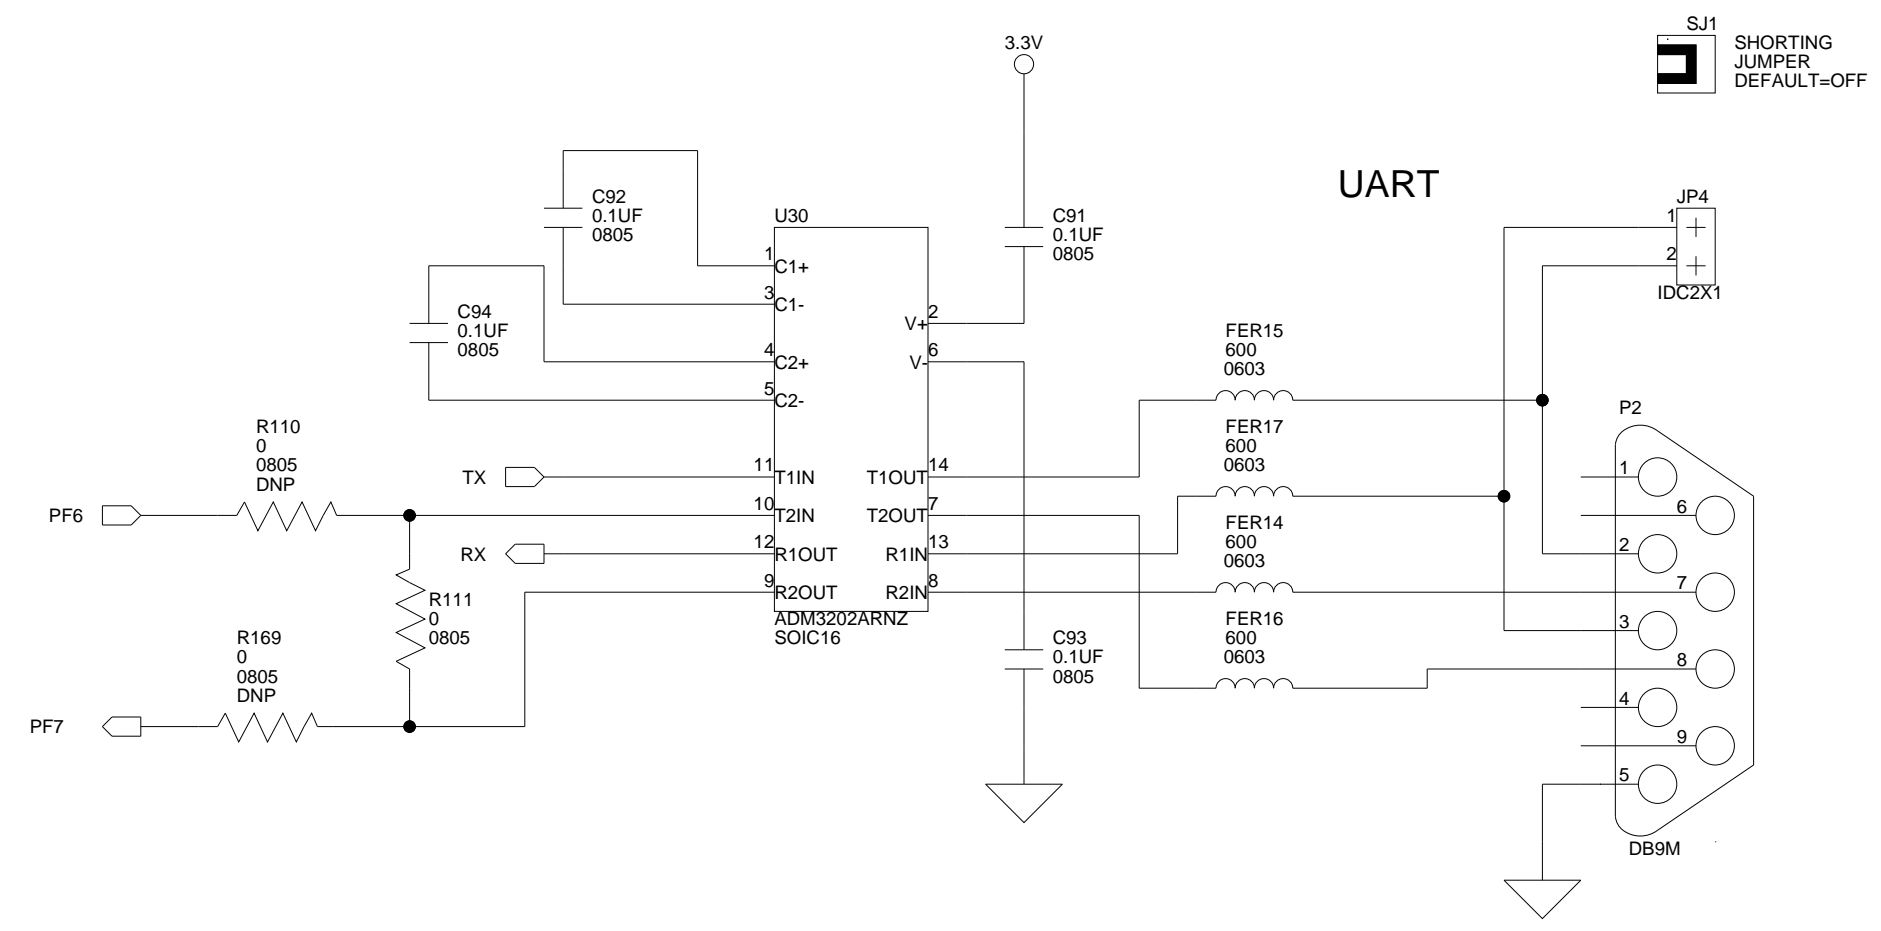 SJ1
SHORTING
JUMPER
DEFAULT=OFF
3.3V
UART
C92
0.1UF
0805
C91
0.1UF
0805
JP4
1
2
IDC2X1
U30
1
C1+
3
C1-
4
C2+
5
C2-
2
V+
6
V-
C94
0.1UF
0805
FER15
600
0603
P2
R110
0
0805
DNP
FER17
600
0603
TX
11
T1IN
T1OUT
14
PF6
10
T2IN
T2OUT
7
RX
12
R1OUT
R1IN
13
9
R2OUT
R2IN
8
ADM3202ARNZ
SOIC16
FER14
600
0603
R111
0
0805
R169
0
0805
DNP
PF7
C93
0.1UF
0805
FER16
600
0603
1
6
2
7
3
8
4
9
5
DB9M